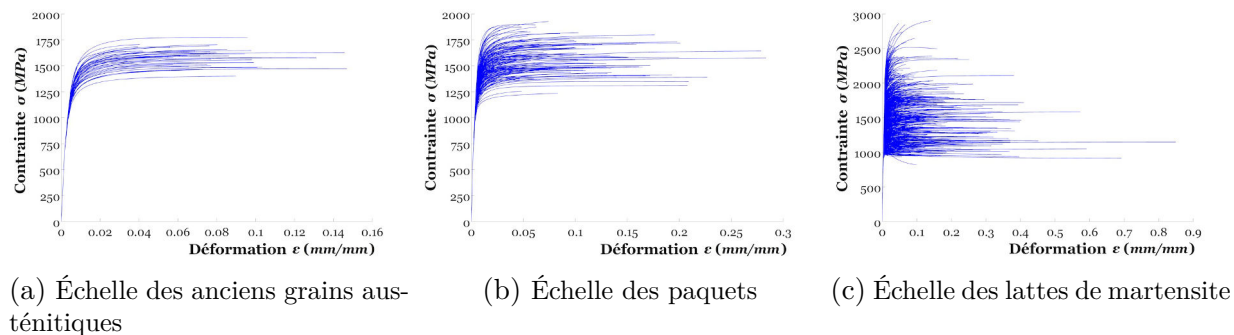 2000
1750
1500
1250
1000
750
500
250
0
Contrainte σ (MPa)
0 0.02 0.04 0.06 0.08 0.1 0.12 0.14 0.16
Déformation ε (mm/mm)
(a) Échelle des anciens grains aus-
ténitiques
2000
1750
1500
1250
1000
750
500
250
0
Contrainte σ (MPa)
0 0.05 0.1 0.15 0.2 0.25 0.3
Déformation ε (mm/mm)
(b) Échelle des paquets
3000
2500
2000
1500
1000
500
0
Contrainte σ (MPa)
0 0.1 0.2 0.3 0.4 0.5 0.6 0.7 0.8 0.9
Déformation ε (mm/mm)
(c) Échelle des lattes de martensite